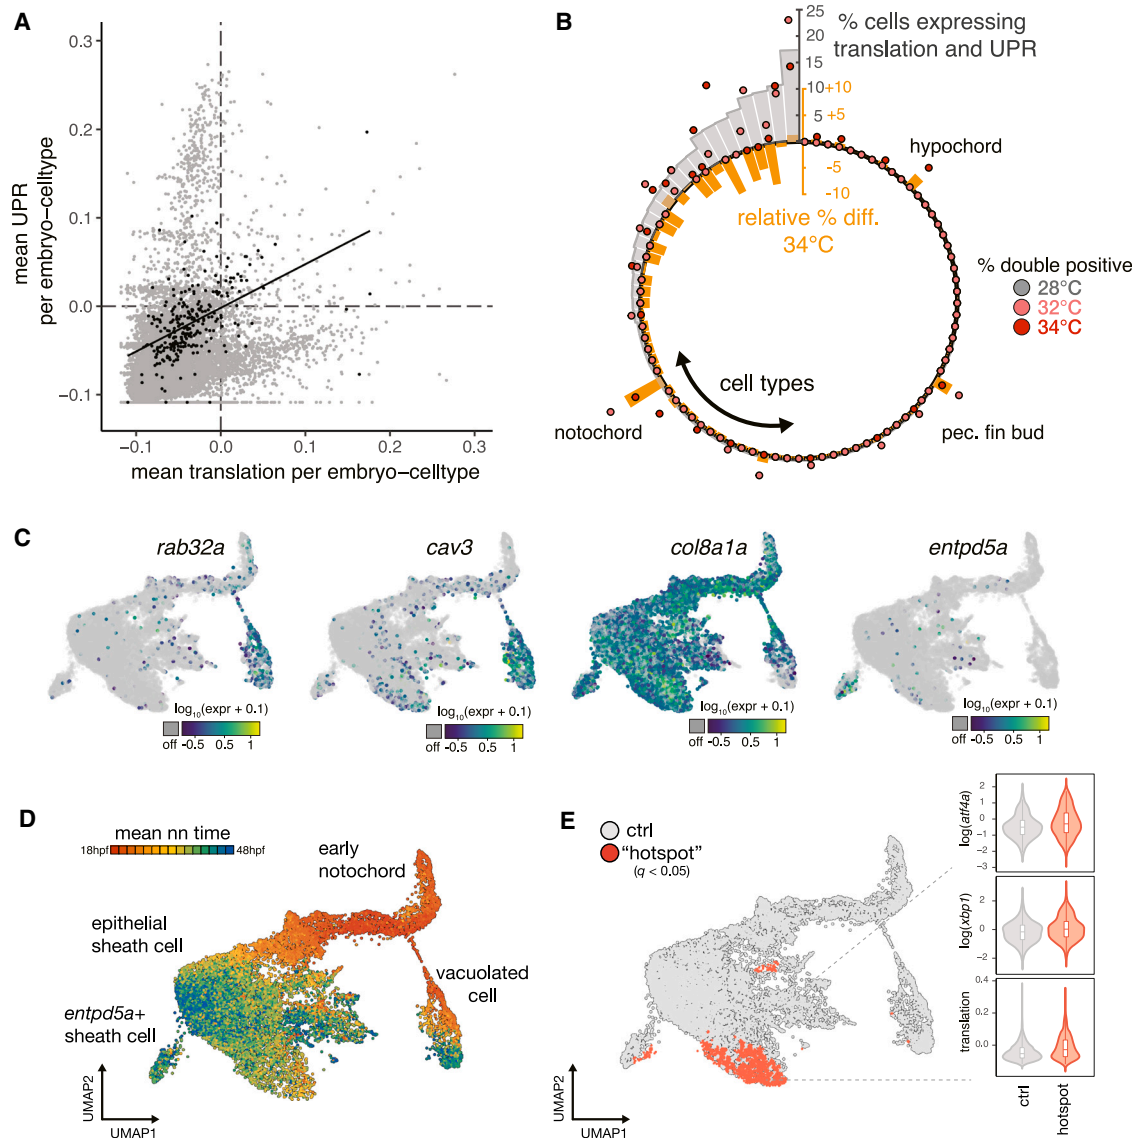 A
0.3
0.2
0.1
0.0
−0.1
mean UPR
per embryo−celltype
−0.1
0.0
0.1
0.2
0.3
mean translation per embryo−celltype
B
25
20
15
10
5
% cells expressing
translation and UPR
+10
+5
-5
-10
relative % diff.
34°C
hypochord
% double positive
28°C
32°C
34°C
cell types
notochord
pec. fin bud
C
rab32a
cav3
col8a1a
entpd5a
log10(expr + 0.1)
off -0.5 0.5 1
log10(expr + 0.1)
off -0.5 0.5 1
log10(expr + 0.1)
off -0.5 0.5 1
log10(expr + 0.1)
off -0.5 0.5 1
D
mean nn time
18hpf
48hpf
early
notochord
epithelial
sheath cell
vacuolated
cell
entpd5a+
sheath cell
UMAP2
UMAP1
E
ctrl
“hotspot”
(q < 0.05)
UMAP2
UMAP1
log(atf4a)
2
1
0
−1
−2
−3
log(xbp1)
2
0
−2
translation
0.4
0.0
ctrl
hotspot